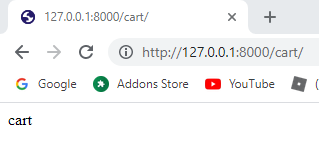 127.0.0.1:8000/cart/
http://127.0.0.1:8000/cart/
Google Addons Store YouTube (
cart